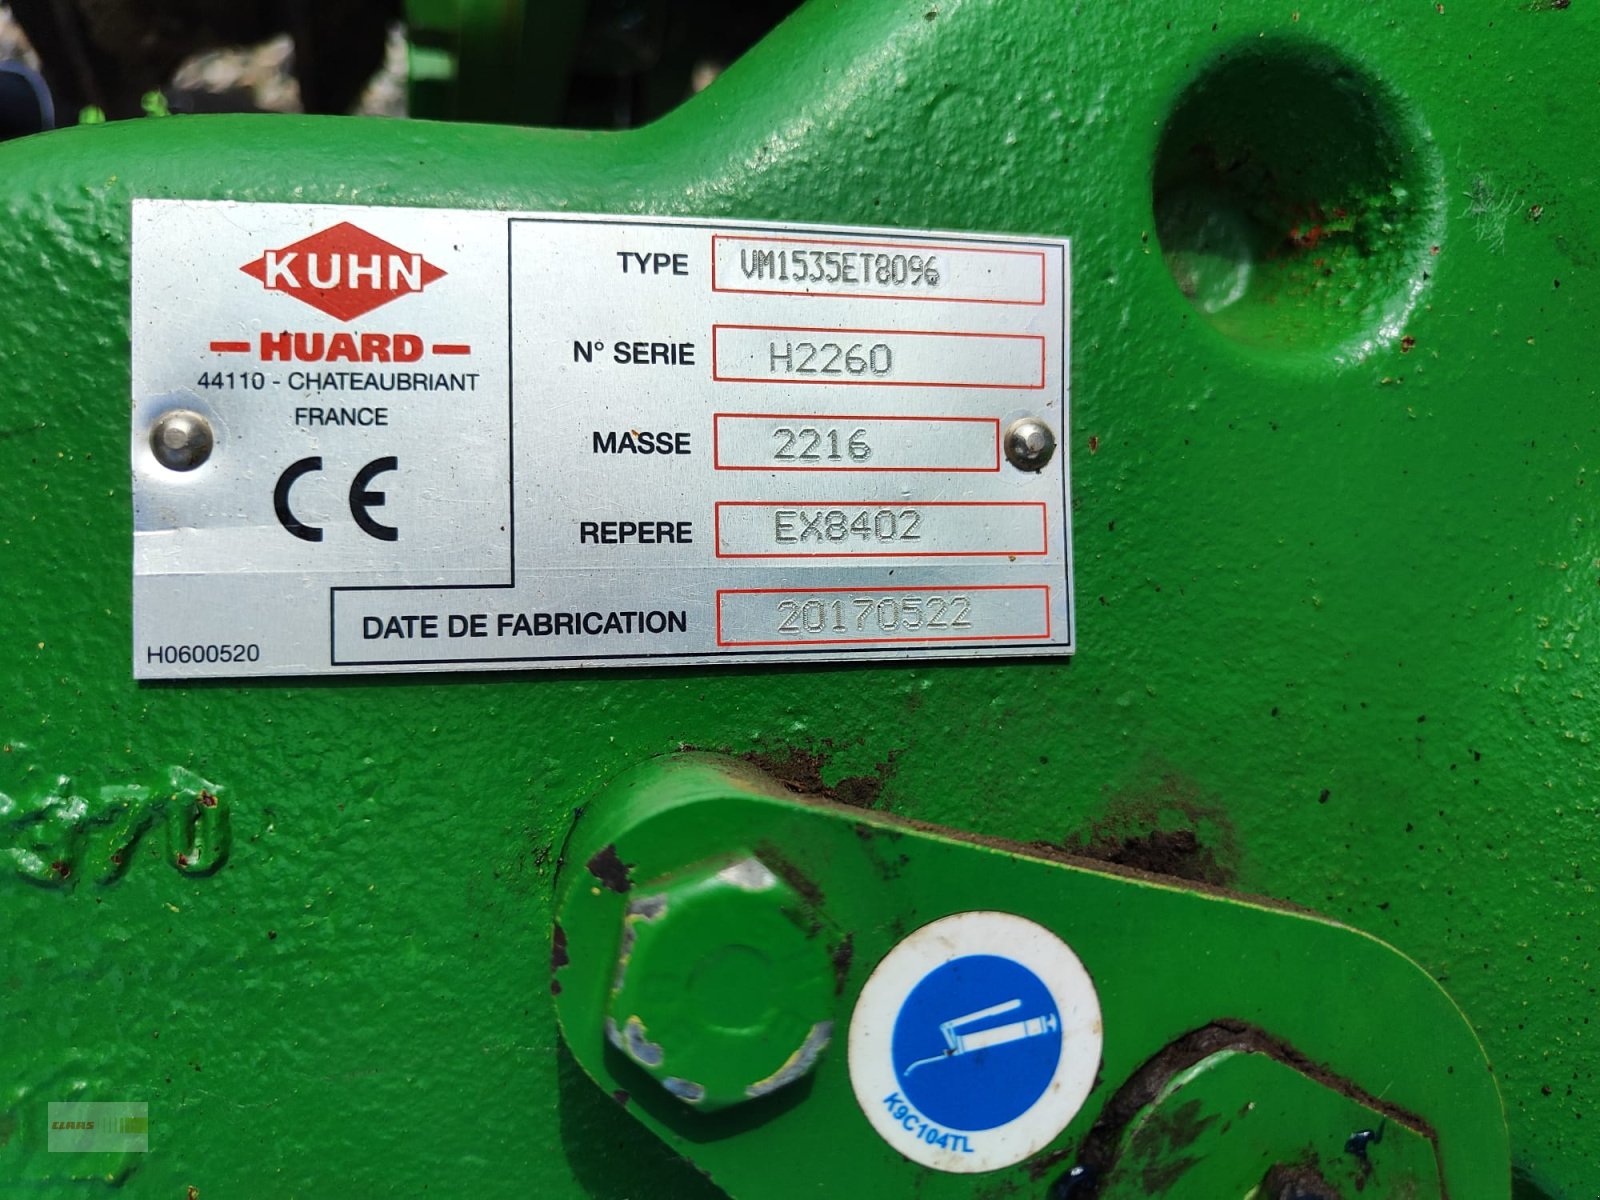 KUHN
HUARD
44110 - CHATEAUBRIANT
FRANCE
CE
TYPE VM1535ET8096
N° SERIE H2260
MASSE 2216
REPERE EX8402
DATE DE FABRICATION 20170522
H0600520
K9C104TL
CLAAS